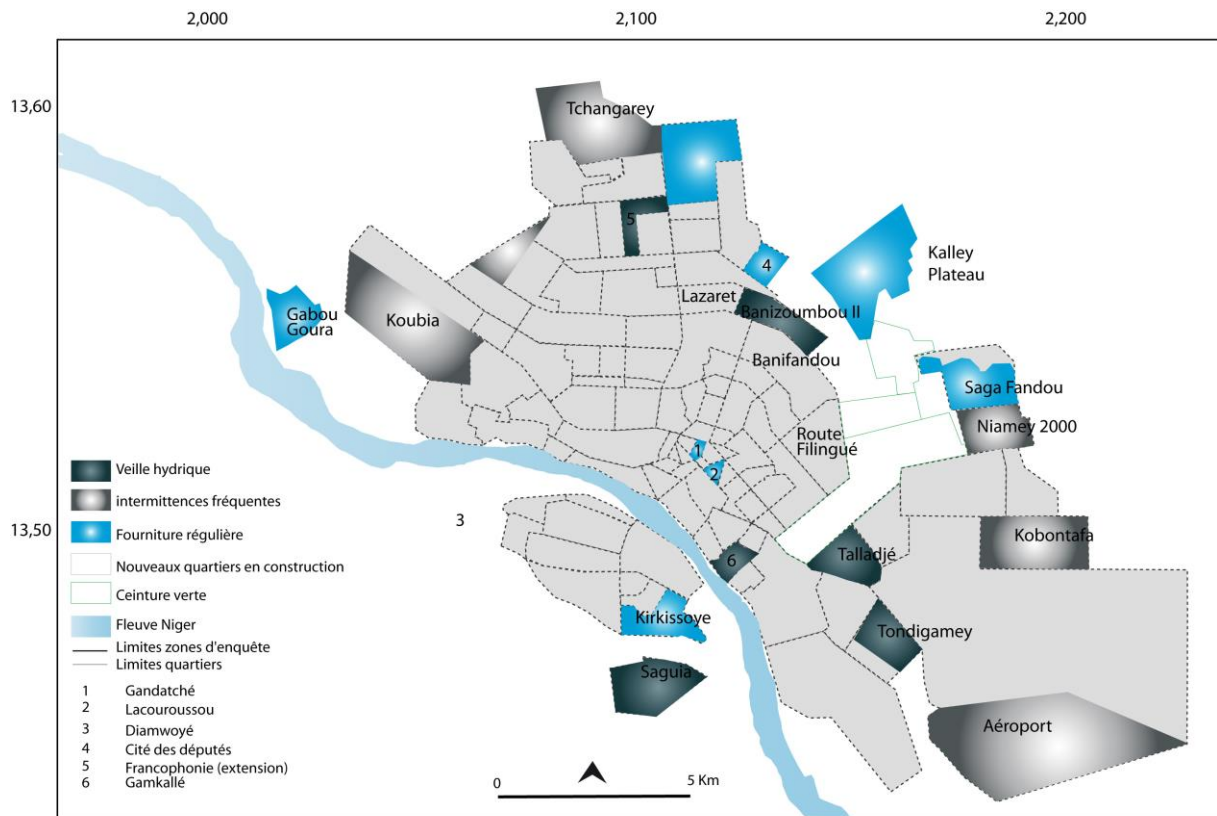 2,000
2,100
2,200
13,60
13,50
Tchangarey
5
4
Kalley
Plateau
Lazaret
Banizoumbou II
Gabou
Goura
Koubia
Banifandou
Saga Fandou
Niamey 2000
Route
Filingué
1
2
3
Kobontafa
Talladjé
6
Kirkissoye
Tondigamey
Saguia
Aéroport
Veille hydrique
intermittences fréquentes
Fourniture régulière
Nouveaux quartiers en construction
Ceinture verte
Fleuve Niger
Limites zones d'enquête
Limites quartiers
1 Gandatché
2 Lacouroussou
3 Diamwoyé
4 Cité des députés
5 Francophonie (extension)
6 Gamkallé
0 5 Km